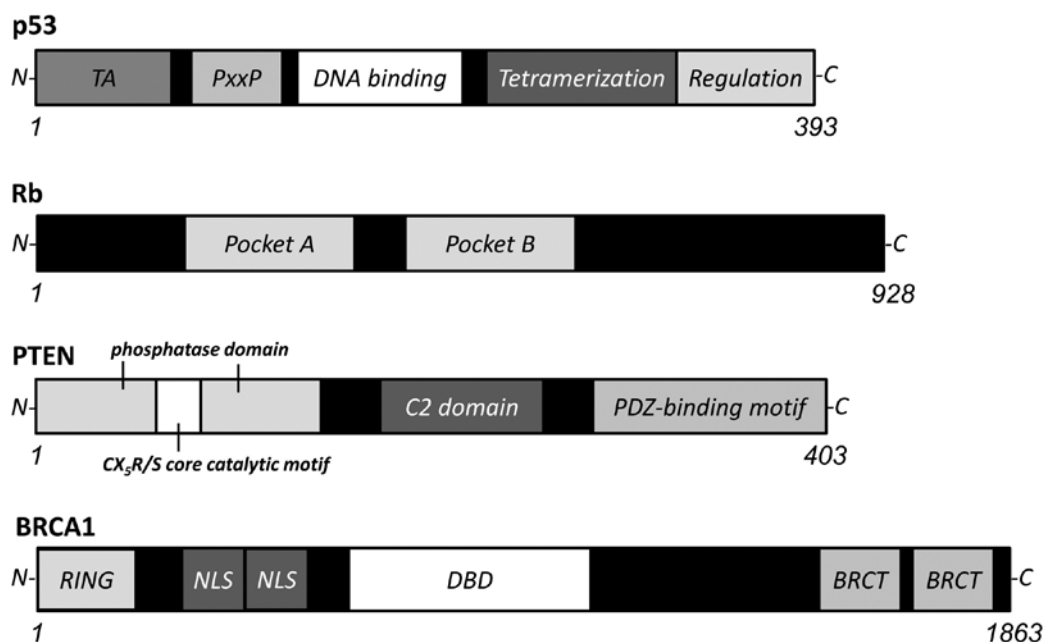 p53
N- TA PxxP DNA binding Tetramerization Regulation -C
1 393
Rb
N- Pocket A Pocket B -C
1 928
PTEN
phosphatase domain
N- C2 domain PDZ-binding motif -C
1 CX₅R/S core catalytic motif 403
BRCA1
N- RING NLS NLS DBD BRCT BRCT -C
1 1863